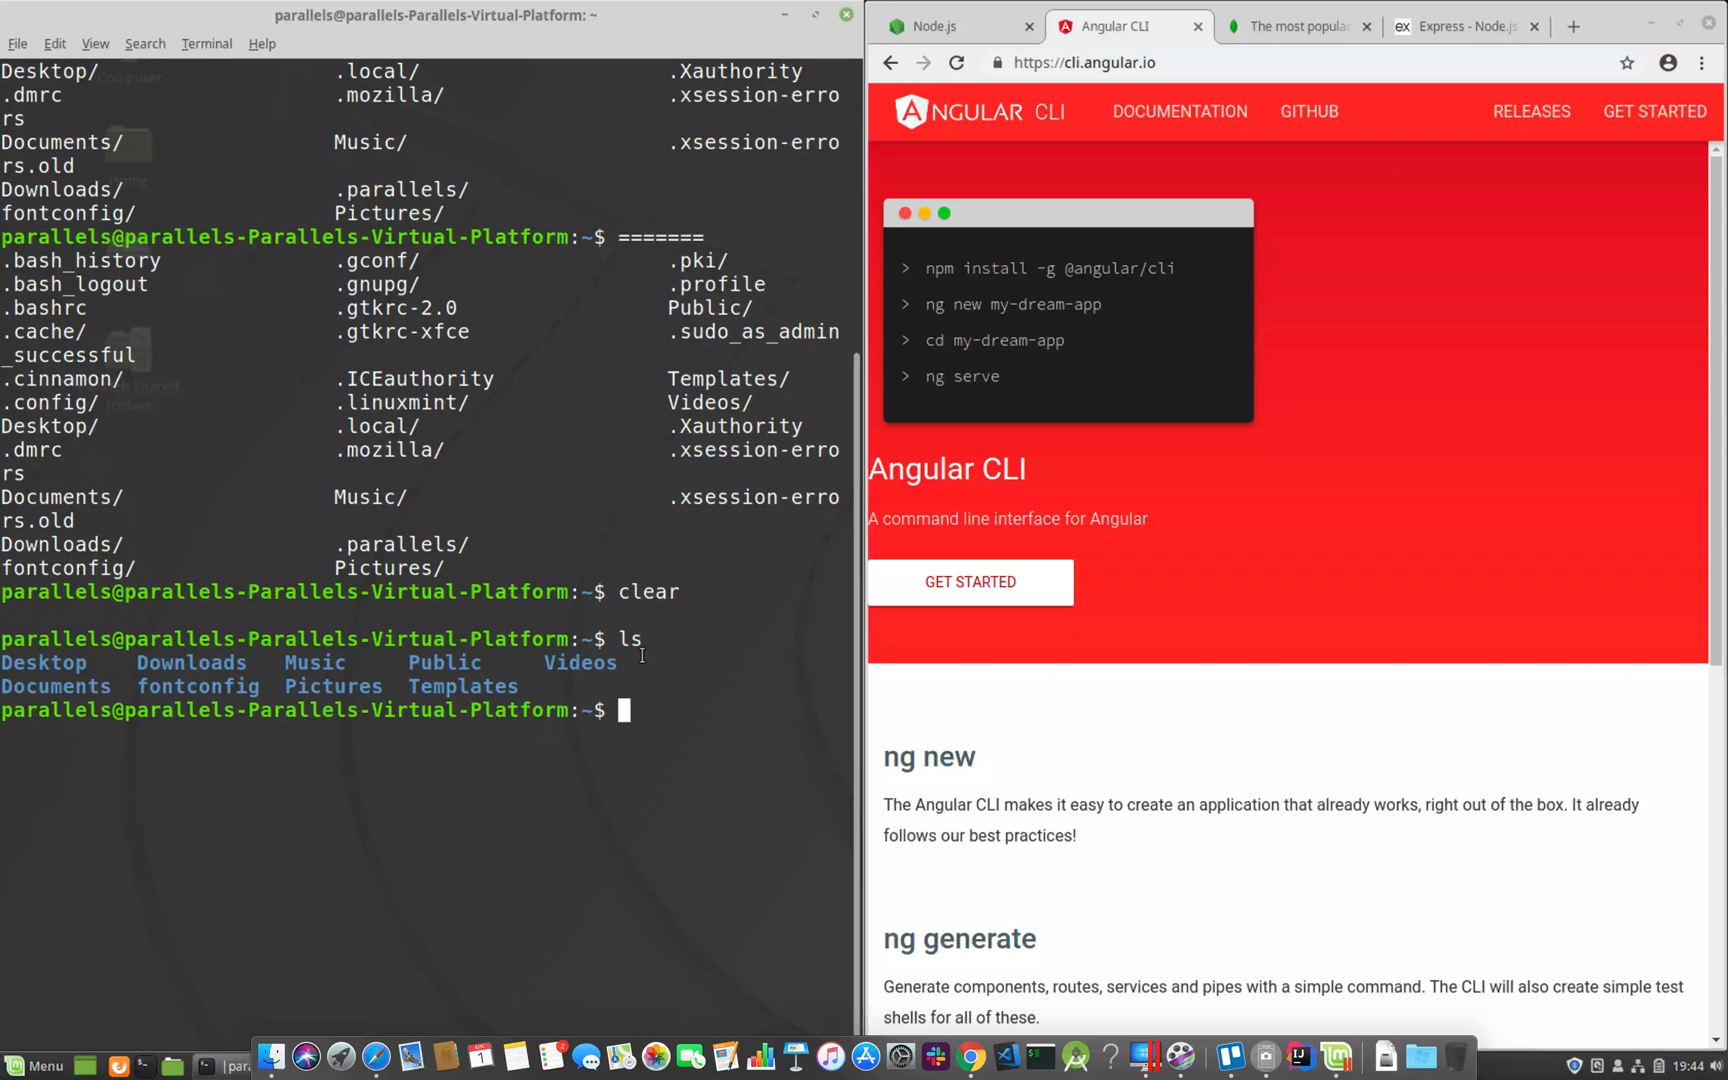 parallels@parallels-Parallels-Virtual-Platform: ~
File Edit View Search Terminal Help
Desktop/ .local/ .Xauthority
.dmrc .mozilla/ .xsession-erro
rs
Documents/ Music/ .xsession-erro
rs.old
Downloads/ .parallels/
fontconfig/ Pictures/
parallels@parallels-Parallels-Virtual-Platform:~$ =======
.bash_history .gconf/ .pki/
.bash_logout .gnupg/ .profile
.bashrc .gtkrc-2.0 Public/
.cache/ .gtkrc-xfce .sudo_as_admin
_successful
.cinnamon/ .ICEauthority Templates/
.config/ .linuxmint/ Videos/
Desktop/ .local/ .Xauthority
.dmrc .mozilla/ .xsession-erro
rs
Documents/ Music/ .xsession-erro
rs.old
Downloads/ .parallels/
fontconfig/ Pictures/
parallels@parallels-Parallels-Virtual-Platform:~$ clear
parallels@parallels-Parallels-Virtual-Platform:~$ ls
Desktop Downloads Music Public Videos
Documents fontconfig Pictures Templates
parallels@parallels-Parallels-Virtual-Platform:~$
Computer
Home
Folders
Node.js
Angular CLI
The most popula
Express - Node.js
https://cli.angular.io
ANGULAR CLI DOCUMENTATION GITHUB RELEASES GET STARTED
> npm install -g @angular/cli
> ng new my-dream-app
> cd my-dream-app
> ng serve
Angular CLI
A command line interface for Angular
GET STARTED
ng new
The Angular CLI makes it easy to create an application that already works, right out of the box. It already
follows our best practices!
ng generate
Generate components, routes, services and pipes with a simple command. The CLI will also create simple test
shells for all of these.
Menu
[para
19:44